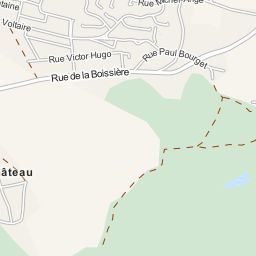 Rue Michel-Ange
Voltaire
Rue Victor Hugo
Rue Paul Bourget
Rue de la Boissière
âteau